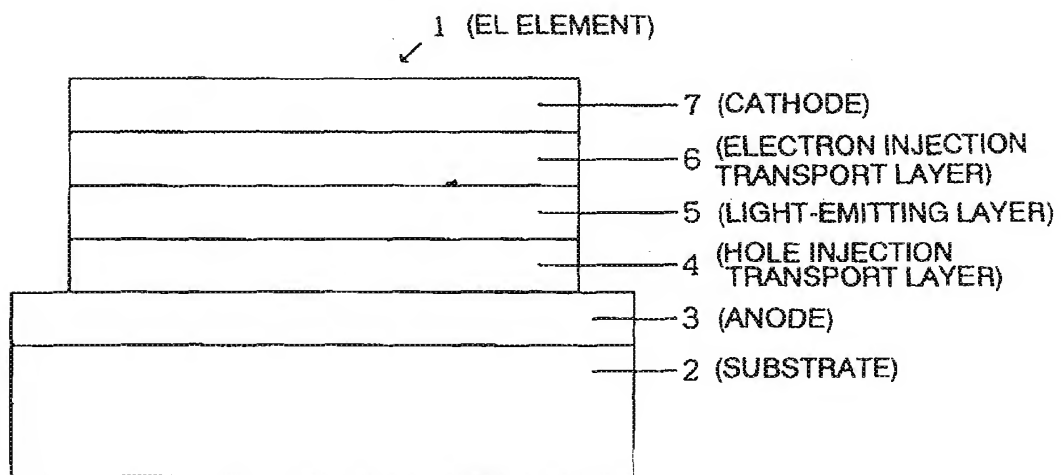 1 (EL ELEMENT)
7 (CATHODE)
6 (ELECTRON INJECTION
TRANSPORT LAYER)
5 (LIGHT-EMITTING LAYER)
4 (HOLE INJECTION
TRANSPORT LAYER)
3 (ANODE)
2 (SUBSTRATE)